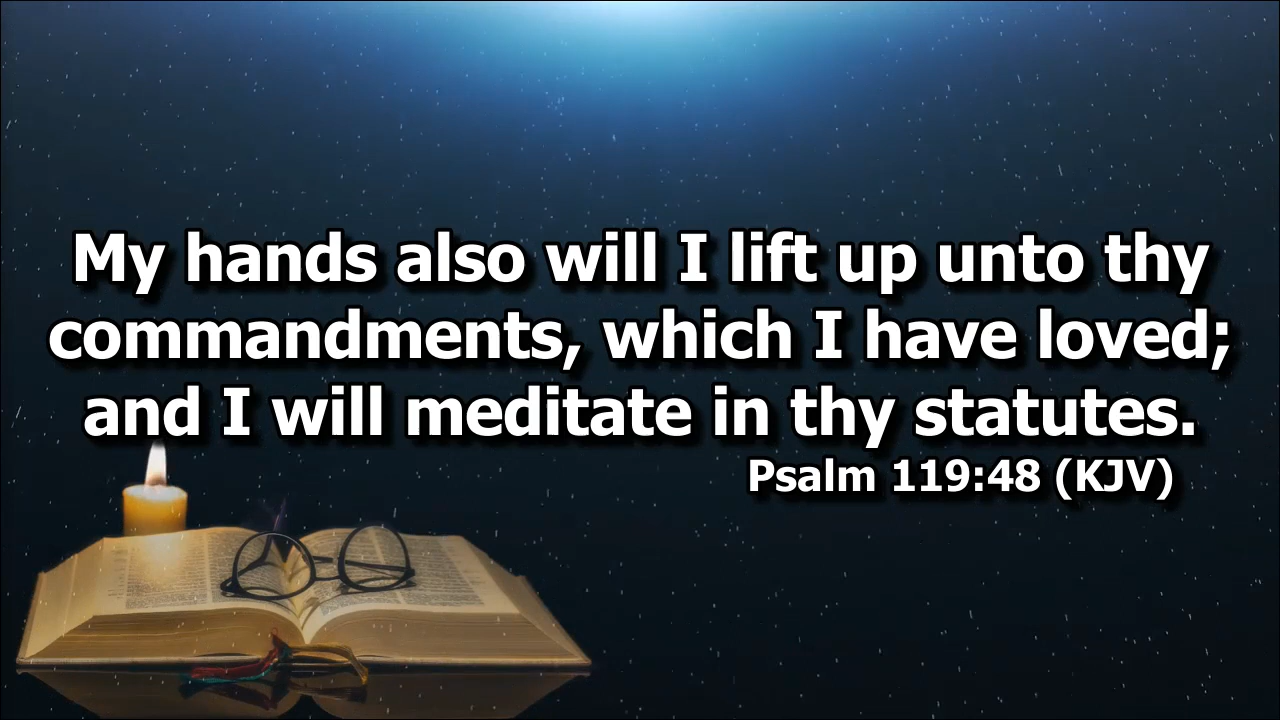 My hands also will I lift up unto thy
commandments, which I have loved;
and I will meditate in thy statutes.
Psalm 119:48 (KJV)